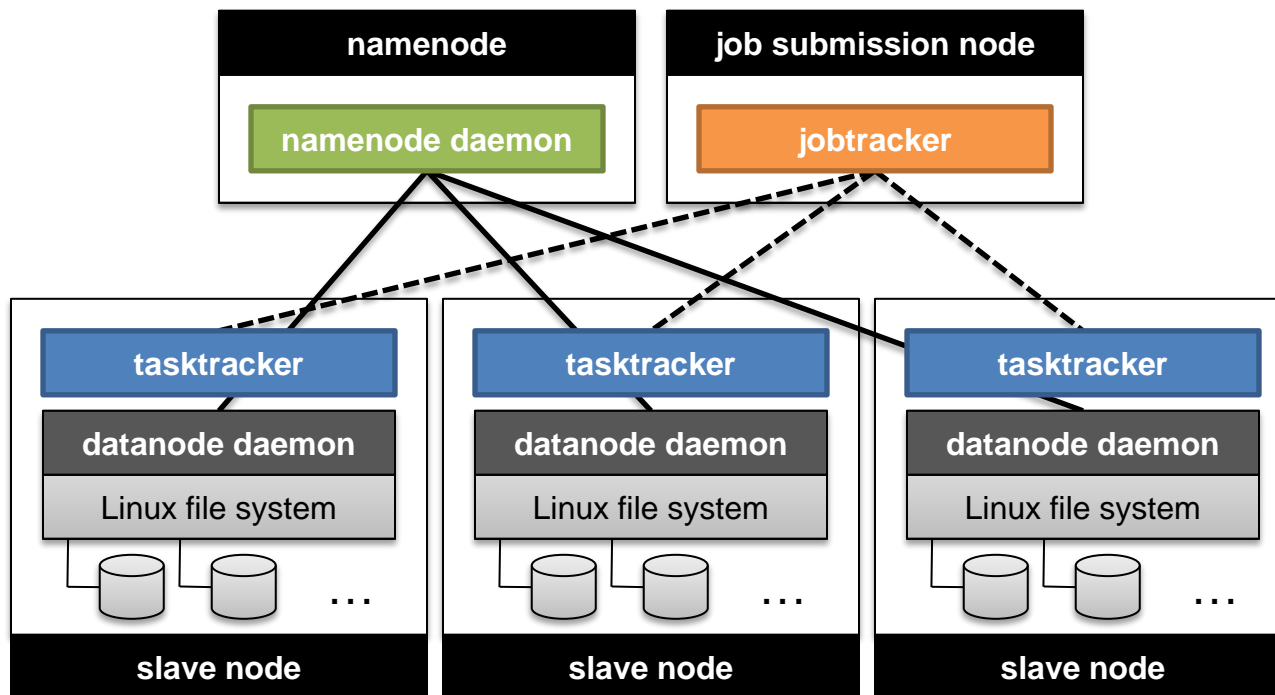 namenode
job submission node
namenode daemon
jobtracker
tasktracker
tasktracker
tasktracker
datanode daemon
datanode daemon
datanode daemon
Linux file system
Linux file system
Linux file system
...
...
...
slave node
slave node
slave node